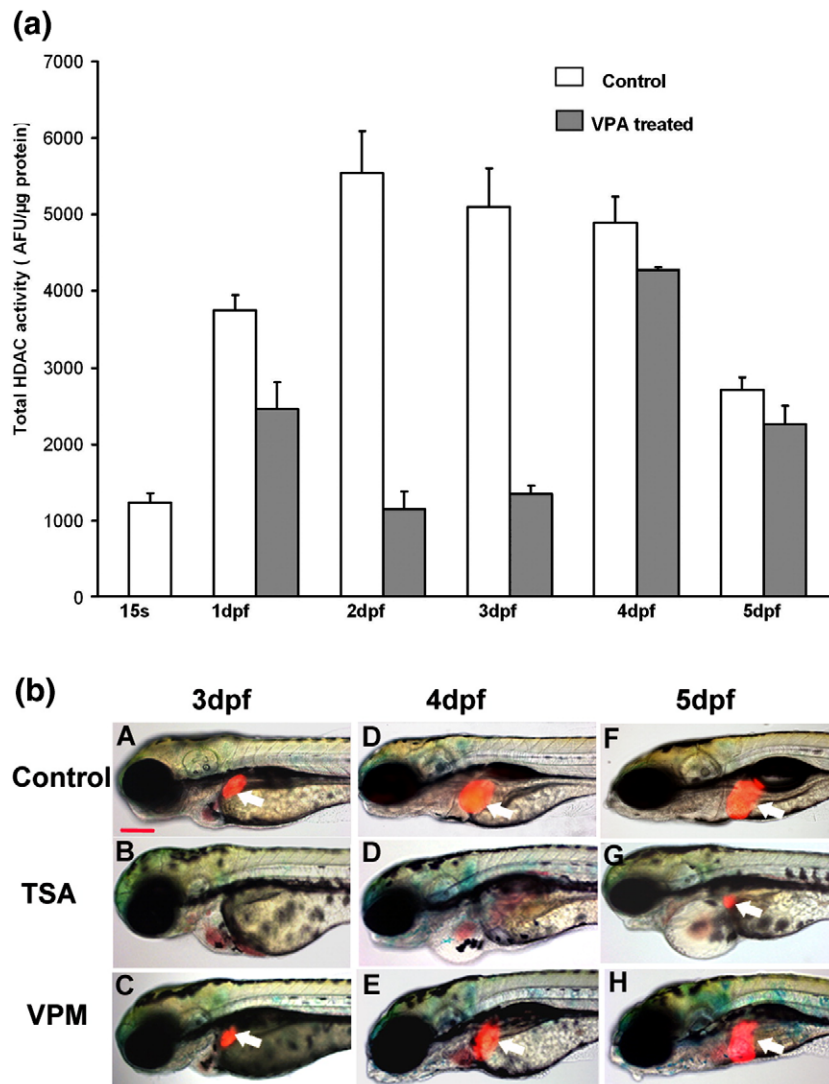 (a)
7000
6000
5000
4000
3000
2000
1000
0
Total HDAC activity ( AFU/µg protein)
Control
VPA treated
15s 1dpf 2dpf 3dpf 4dpf 5dpf
(b)
3dpf 4dpf 5dpf
Control A D F
TSA B D G
VPM C E H